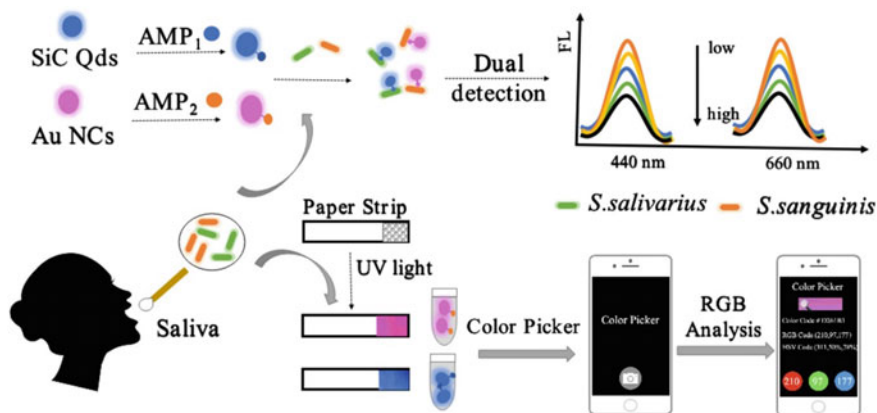 SiC Qds
AMP1
Au NCs
AMP2
Dual
detection
FL
low
high
440 nm
660 nm
S.salivarius
S.sanguinis
Saliva
Paper Strip
UV light
Color Picker
Color Picker
RGB
Analysis
Color Picker
Color Code
RGB Code (210,97,177)
HSV Code
210
97
177